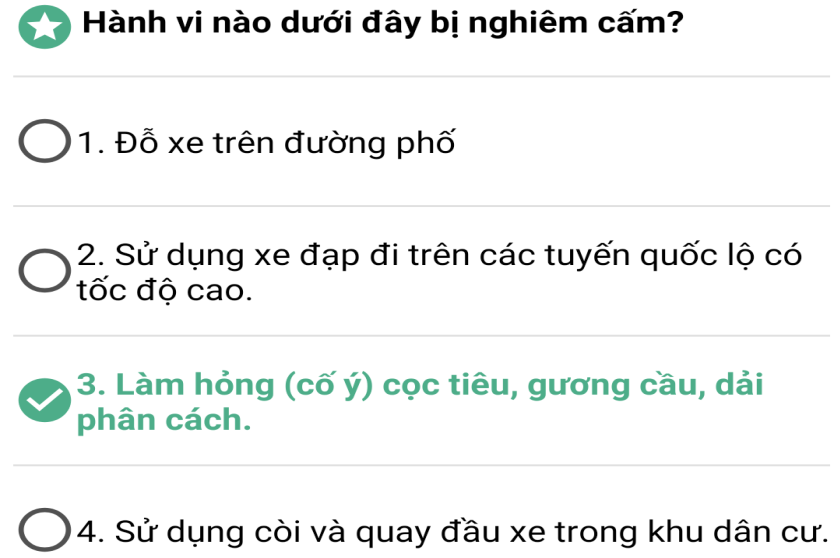 Hành vi nào dưới đây bị nghiêm cấm?
1. Đỗ xe trên đường phố
2. Sử dụng xe đạp đi trên các tuyến quốc lộ có
tốc độ cao.
3. Làm hỏng (cố ý) cọc tiêu, gương cầu, dải
phân cách.
4. Sử dụng còi và quay đầu xe trong khu dân cư.